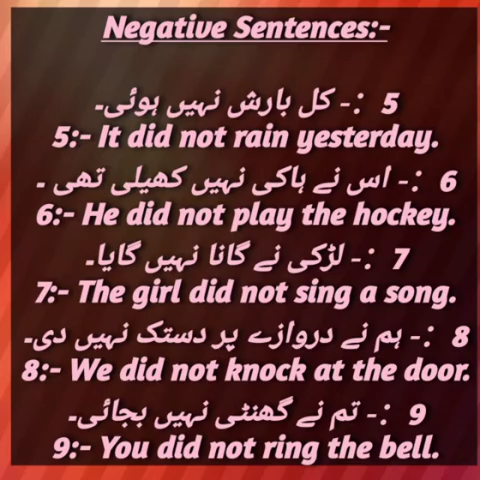 Negative Sentences:-
5 :- کل بارش نہیں ہوئی۔
5:- It did not rain yesterday.
6 :- اس نے ہاکی نہیں کھیلی تھی ۔
6:- He did not play the hockey.
7 :- لڑکی نے گانا نہیں گایا۔
7:- The girl did not sing a song.
8 :- ہم نے دروازے پر دستک نہیں دی۔
8:- We did not knock at the door.
9 :- تم نے گھنٹی نہیں بجائی۔
9:- You did not ring the bell.